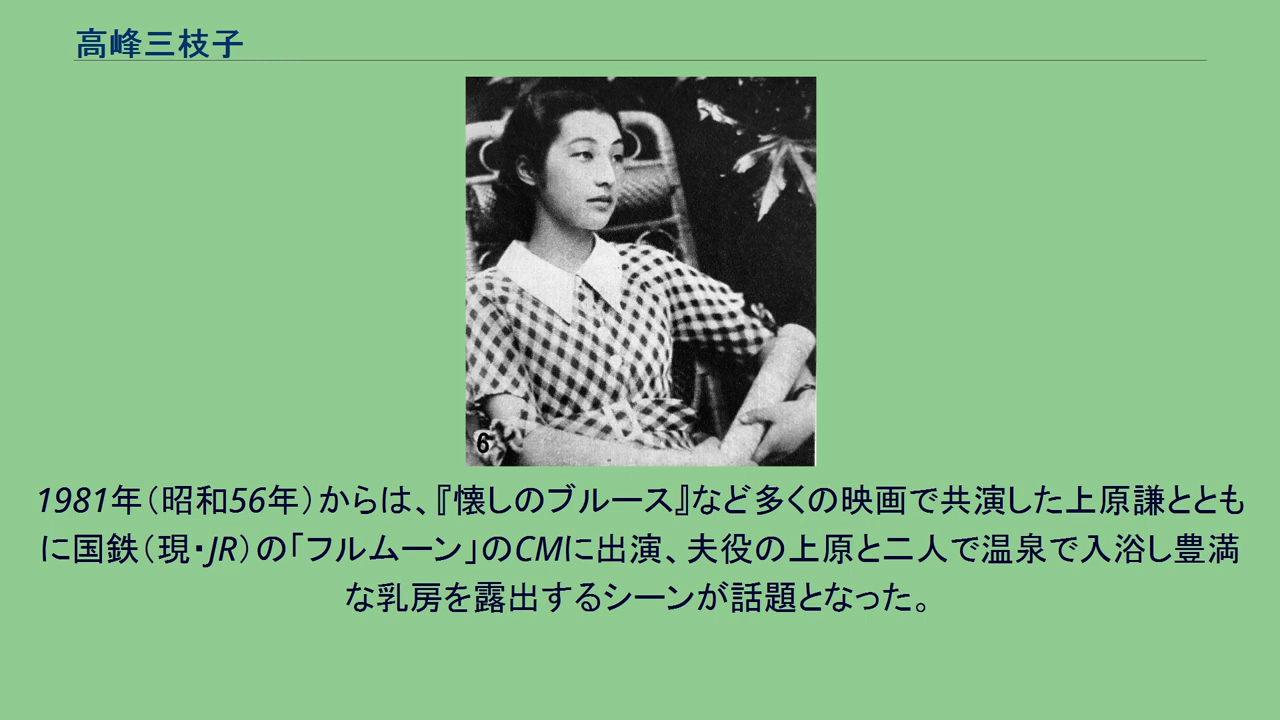 高峰三枝子
6
1981年（昭和56年）からは、『懐しのブルース』など多くの映画で共演した上原謙ととも
に国鉄（現・JR）の「フルムーン」のCMに出演、夫役の上原と二人で温泉で入浴し豊満
な乳房を露出するシーンが話題となった。